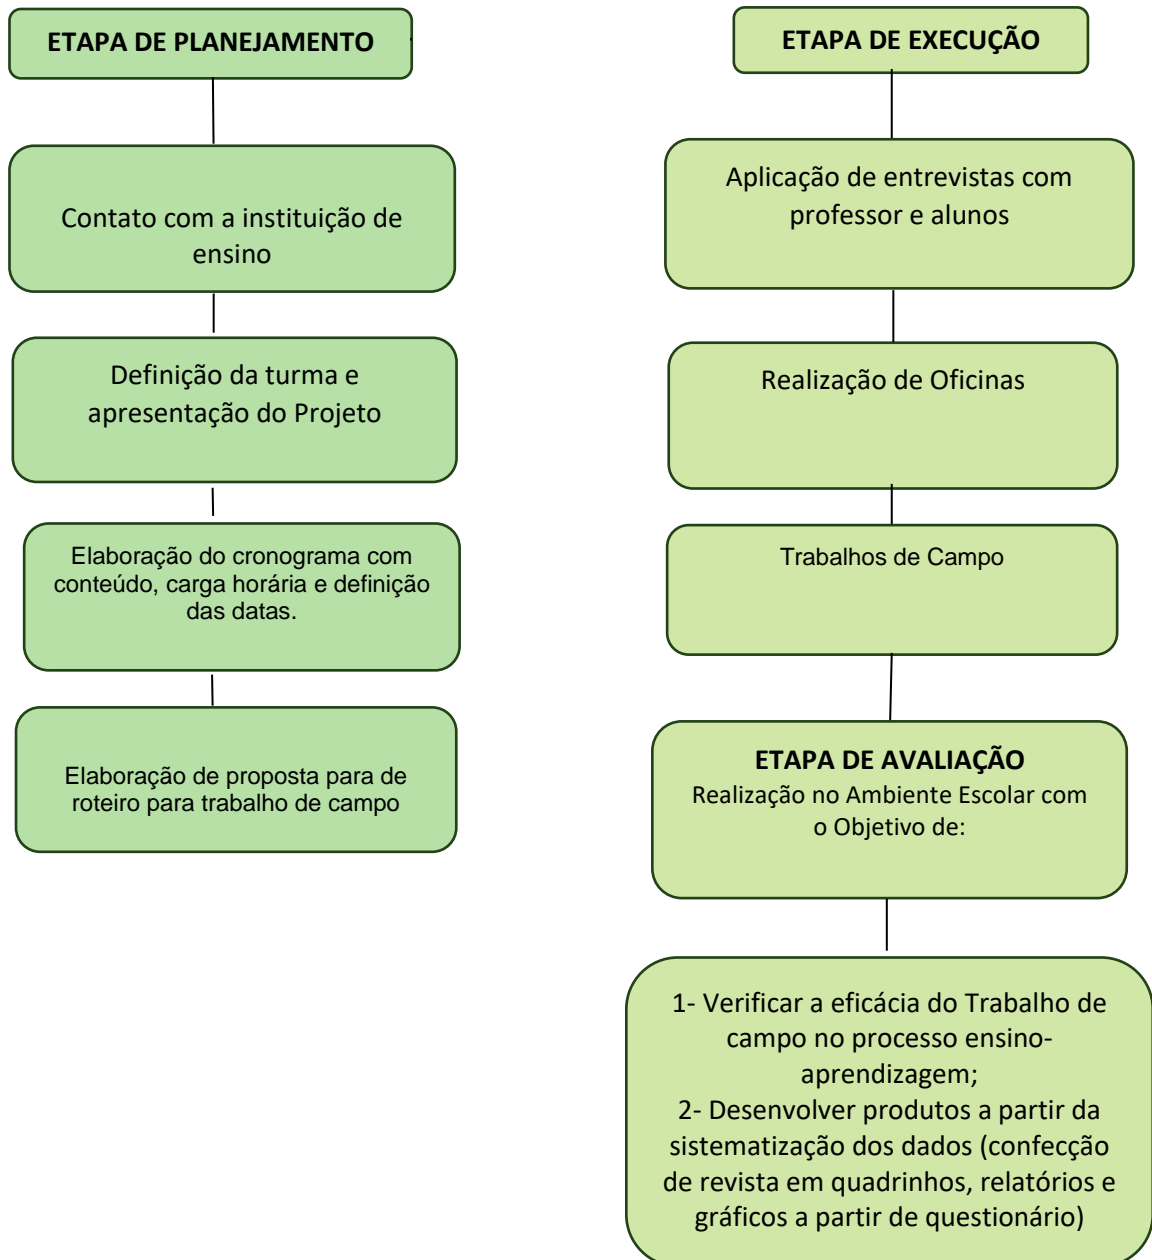 ETAPA DE PLANEJAMENTO
Contato com a instituição de
ensino
Definição da turma e
apresentação do Projeto
Elaboração do cronograma com
conteúdo, carga horária e definição
das datas.
Elaboração de proposta para de
roteiro para trabalho de campo
ETAPA DE EXECUÇÃO
Aplicação de entrevistas com
professor e alunos
Realização de Oficinas
Trabalhos de Campo
ETAPA DE AVALIAÇÃO
Realização no Ambiente Escolar com
o Objetivo de:
1- Verificar a eficácia do Trabalho de
campo no processo ensino-
aprendizagem;
2- Desenvolver produtos a partir da
sistematização dos dados (confecção
de revista em quadrinhos, relatórios e
gráficos a partir de questionário)